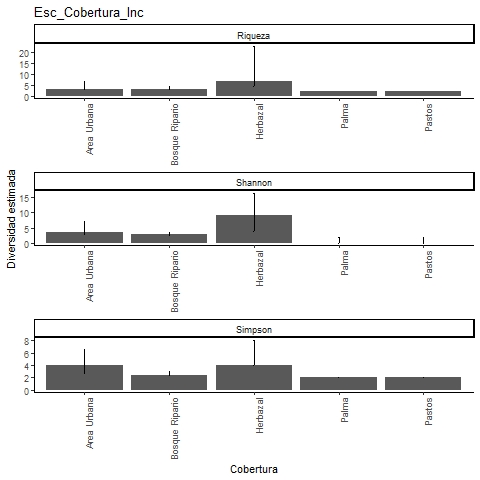 Esc_Cobertura_Inc
Riqueza
20
15
10
5
0
Area Urbana
Bosque Ripario
Herbazal
Palma
Pastos
Diversidad estimada
Shannon
15
10
5
0
Area Urbana
Bosque Ripario
Herbazal
Palma
Pastos
Simpson
8
6
4
2
0
Area Urbana
Bosque Ripario
Herbazal
Palma
Pastos
Cobertura